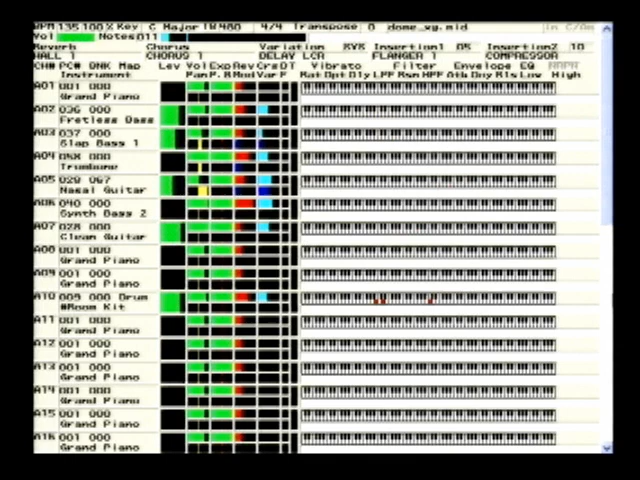 BPM 135 100% Key C Major TB480 4/4 Transpose 0 dome_xg.mid
Vol Notes011
Reverb Chorus Variation SYS Insertion1 05 Insertion2 10
HALL 1 CHORUS 1 DELAY LCR FLANGER 1 COMPRESSOR
CH# PC# BNK Map Lev Vol Exp Rev Crs DT Vibrato Filter Envelope EQ
Instrument Pan P.B Mod Var F Rat Dpt Dly LPF Rsn HPF Atk Dcy Rls Low High
A01 001 000
Grand Piano
A02 036 000
Fretless Bass
A03 037 000
Slap Bass 1
A04 058 000
Trombone
A05 029 067
Nasal Guitar
A06 040 000
Synth Bass 2
A07 028 000
Clean Guitar
A08 001 000
Grand Piano
A09 001 000
Grand Piano
A10 009 000 Drum
#Room Kit
A11 001 000
Grand Piano
A12 001 000
Grand Piano
A13 001 000
Grand Piano
A14 001 000
Grand Piano
A15 001 000
Grand Piano
A16 001 000
Grand Piano